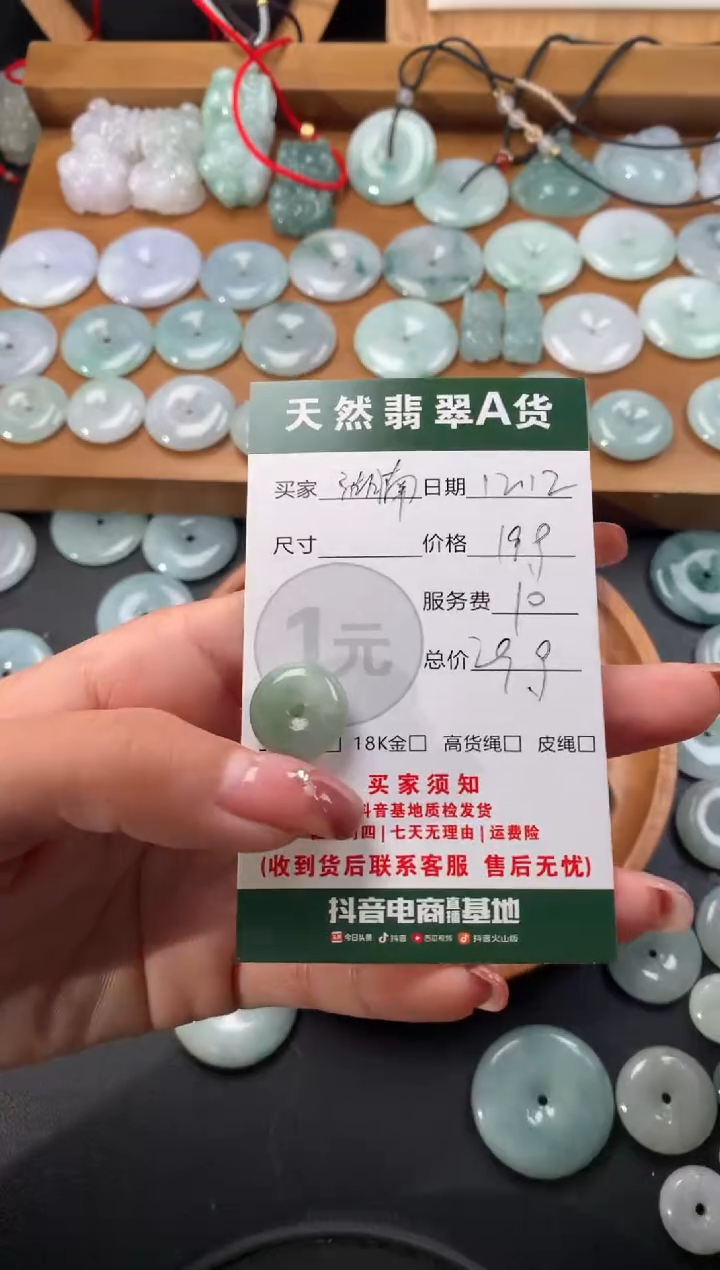 天然翡翠A货
买家 湖南 日期 12.12
尺寸 价格 19.9
1元
服务费 10
总价 29.9
18K金□ 高货绳□ 皮绳□
买家须知
抖音基地质检发货
四|七天无理由|运费险
(收到货后联系客服 售后无忧)
抖音电商直播基地
今日头条 抖音 西瓜视频 抖音火山版